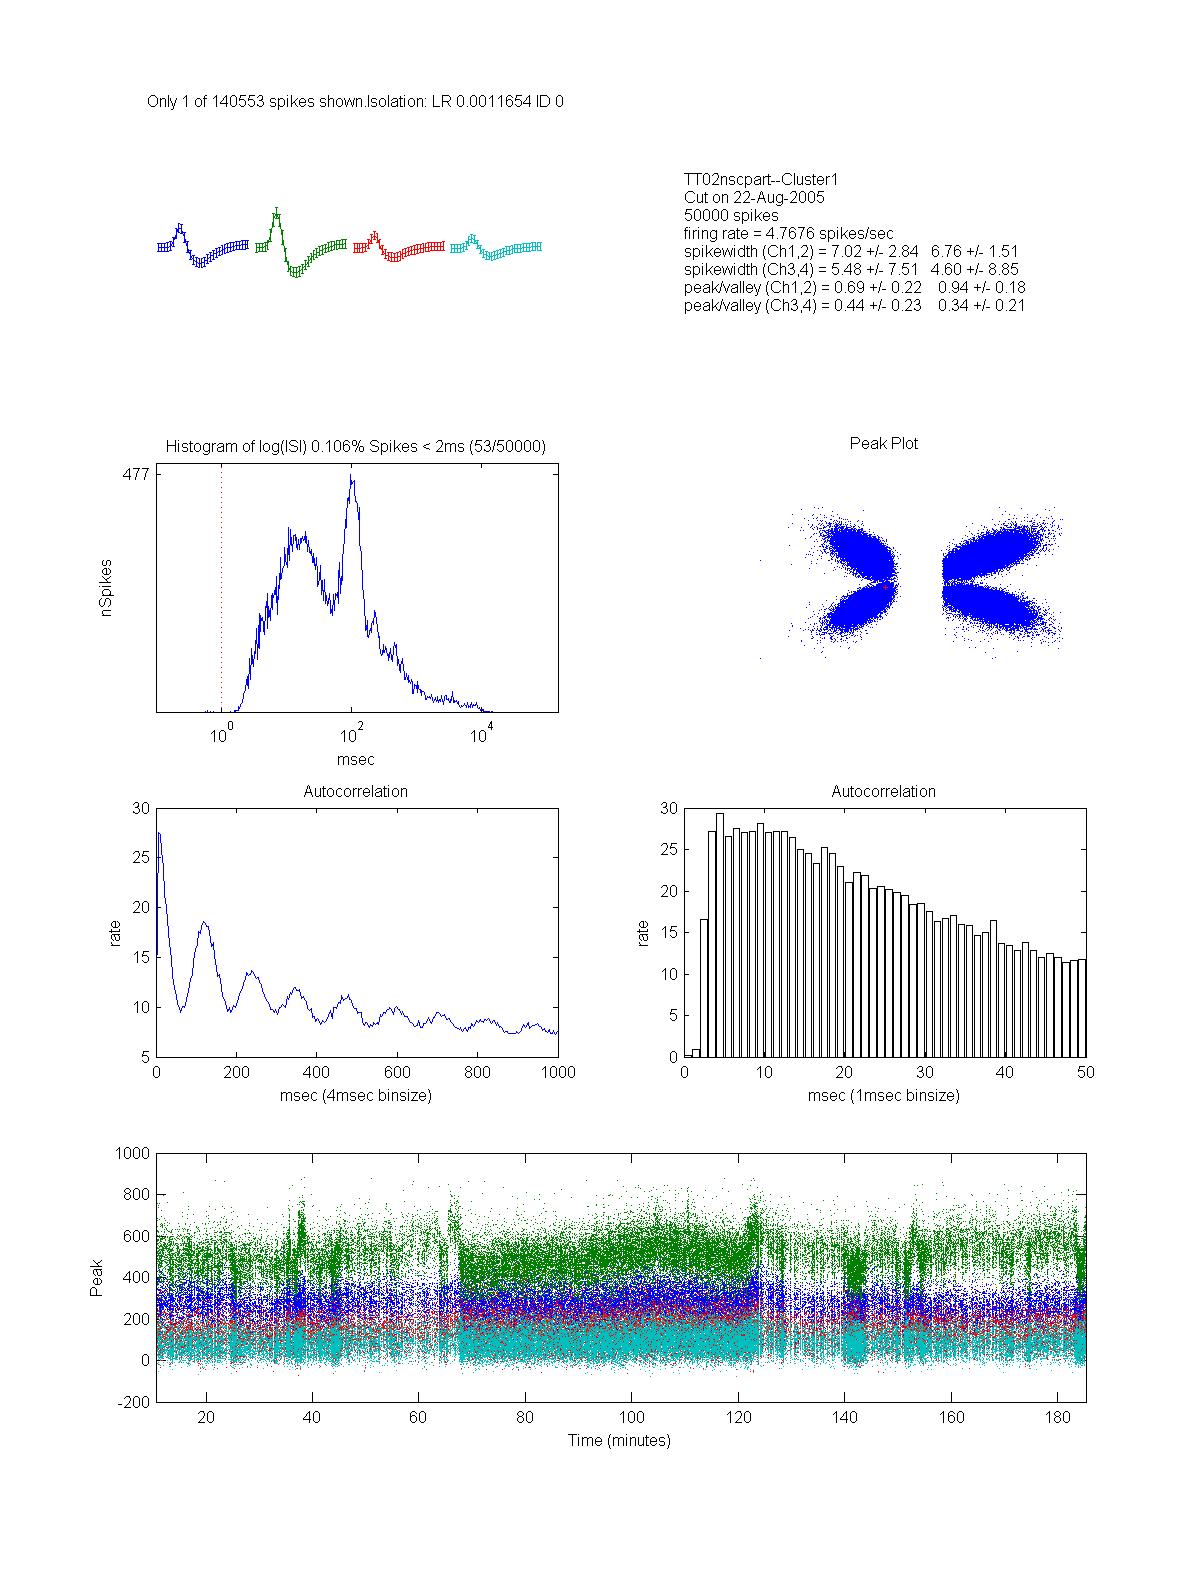 Only 1 of 140553 spikes shown.Isolation: LR 0.0011654 ID 0
TT02nscpart--Cluster1
Cut on 22-Aug-2005
50000 spikes
firing rate = 4.7676 spikes/sec
spikewidth (Ch1,2) = 7.02 +/- 2.84 6.76 +/- 1.51
spikewidth (Ch3,4) = 5.48 +/- 7.51 4.60 +/- 8.85
peak/valley (Ch1,2) = 0.69 +/- 0.22 0.94 +/- 0.18
peak/valley (Ch3,4) = 0.44 +/- 0.23 0.34 +/- 0.21
Histogram of log(ISI) 0.106% Spikes < 2ms (53/50000)
477
nSpikes
10^0 10^2 10^4
msec
Peak Plot
Autocorrelation
30
25
20
15
10
5
rate
0 200 400 600 800 1000
msec (4msec binsize)
Autocorrelation
30
25
20
15
10
5
0
rate
0 10 20 30 40 50
msec (1msec binsize)
1000
800
600
400
200
0
-200
Peak
20 40 60 80 100 120 140 160 180
Time (minutes)